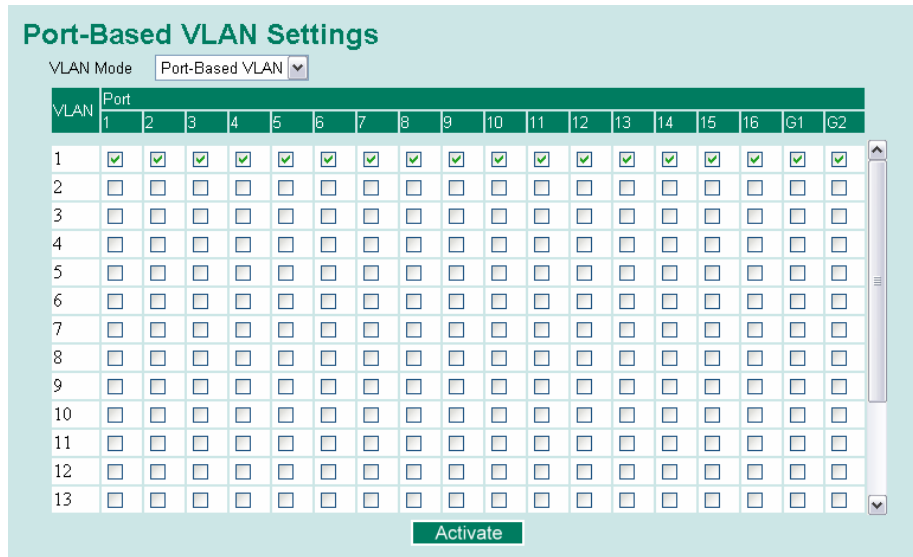 Port-Based VLAN Settings
VLAN Mode Port-Based VLAN
VLAN Port
1 2 3 4 5 6 7 8 9 10 11 12 13 14 15 16 G1 G2
1
2
3
4
5
6
7
8
9
10
11
12
13
Activate